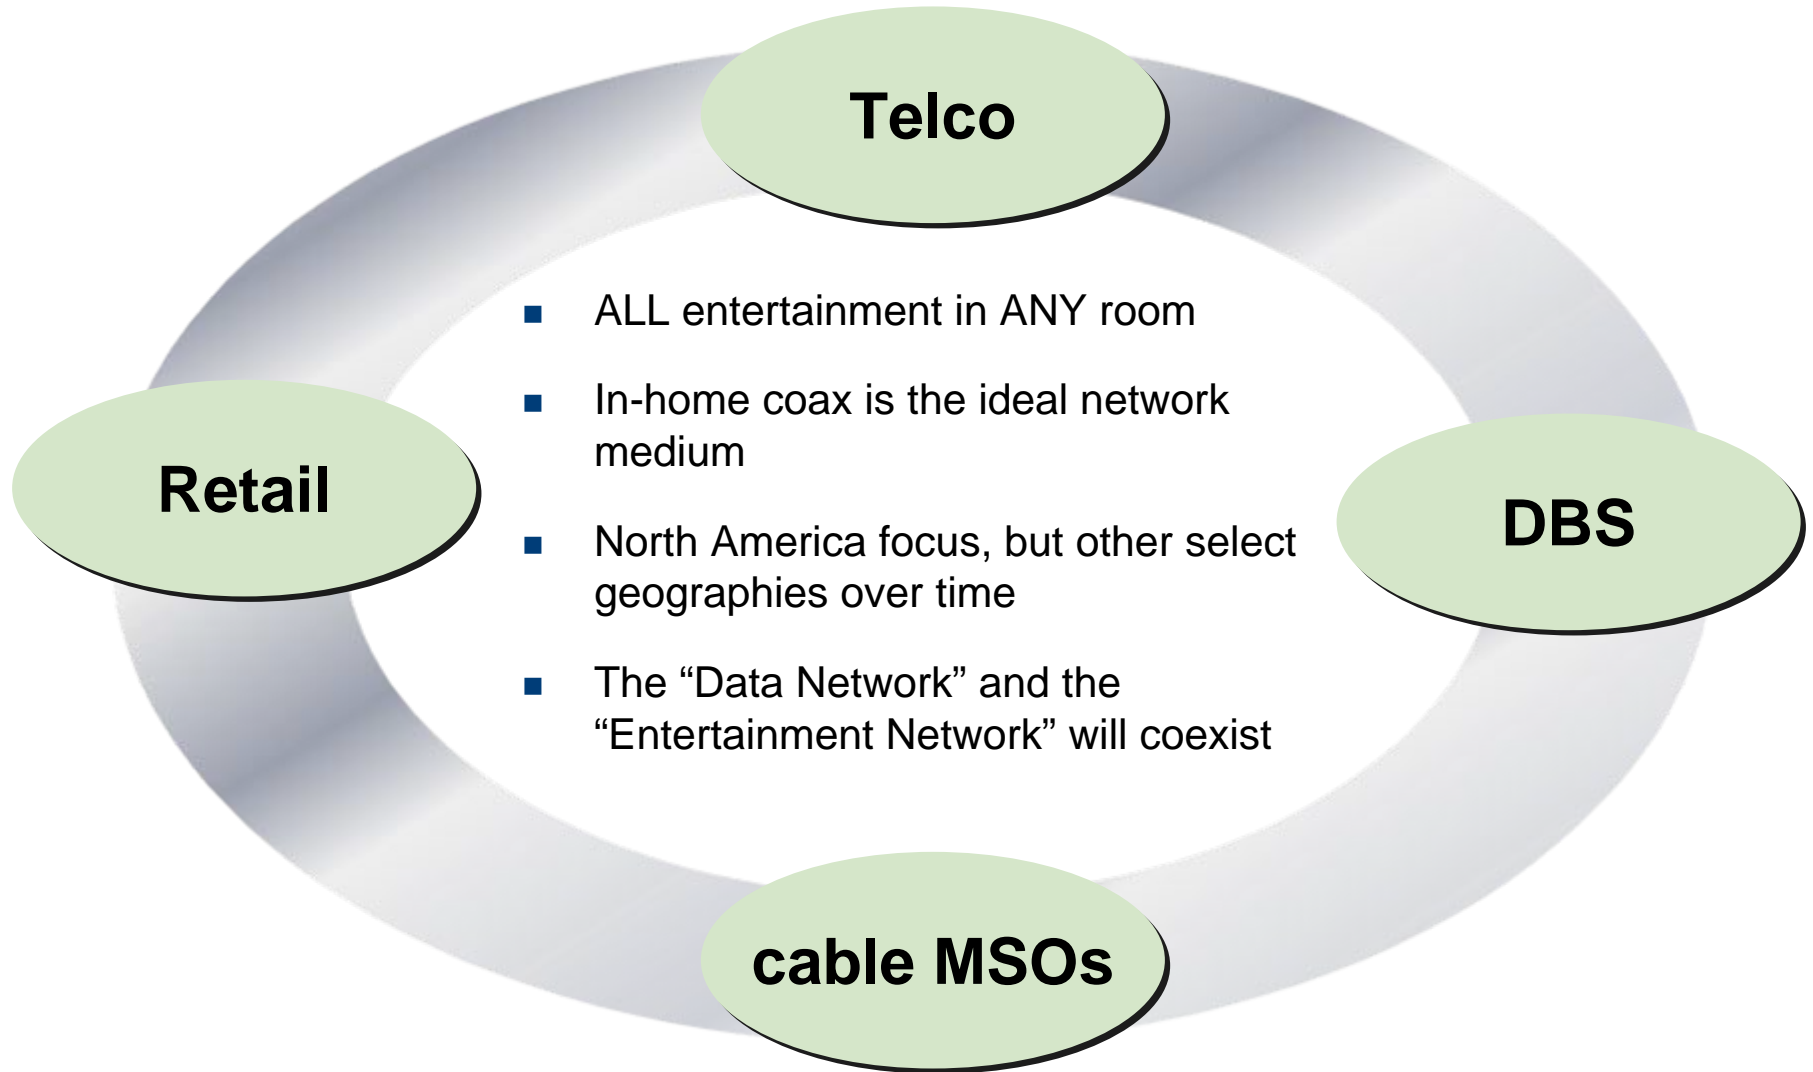 Telco
■ ALL entertainment in ANY room
■ In-home coax is the ideal network
medium
■ North America focus, but other select
geographies over time
■ The “Data Network” and the
“Entertainment Network” will coexist
Retail
DBS
cable MSOs